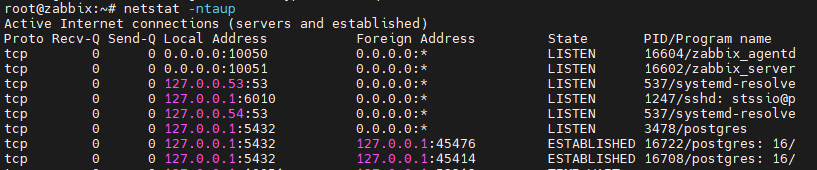 root@zabbix:~# netstat -ntaup
Active Internet connections (servers and established)
Proto Recv-Q Send-Q Local Address           Foreign Address         State       PID/Program name
tcp        0      0 0.0.0.0:10050           0.0.0.0:*               LISTEN      16604/zabbix_agentd
tcp        0      0 0.0.0.0:10051           0.0.0.0:*               LISTEN      16602/zabbix_server
tcp        0      0 127.0.0.53:53           0.0.0.0:*               LISTEN      537/systemd-resolve
tcp        0      0 127.0.0.1:6010          0.0.0.0:*               LISTEN      1247/sshd: stssio@p
tcp        0      0 127.0.0.54:53           0.0.0.0:*               LISTEN      537/systemd-resolve
tcp        0      0 127.0.0.1:5432          0.0.0.0:*               LISTEN      3478/postgres
tcp        0      0 127.0.0.1:5432          127.0.0.1:45476         ESTABLISHED 16722/postgres: 16/
tcp        0      0 127.0.0.1:5432          127.0.0.1:45414         ESTABLISHED 16708/postgres: 16/